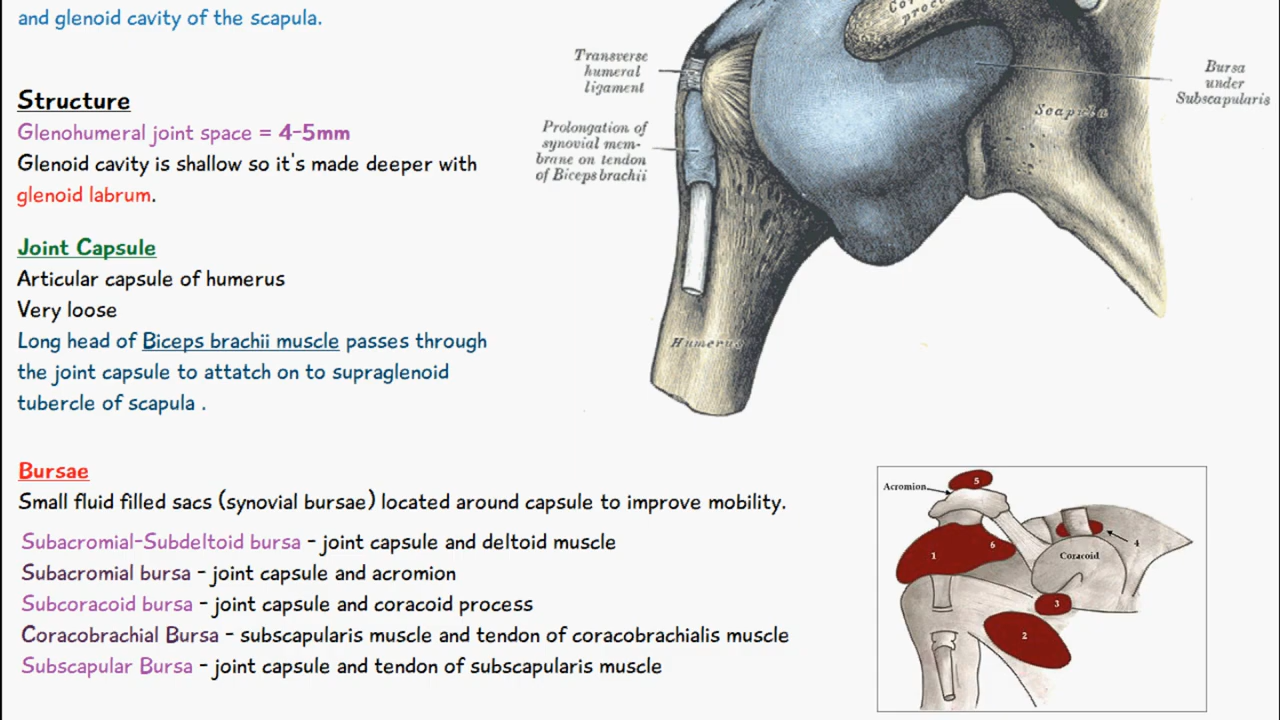 and glenoid cavity of the scapula.
Structure
Glenohumeral joint space = 4-5mm
Glenoid cavity is shallow so it's made deeper with
glenoid labrum.
Joint Capsule
Articular capsule of humerus
Very loose
Long head of Biceps brachii muscle passes through
the joint capsule to attatch on to supraglenoid
tubercle of scapula .
Bursae
Small fluid filled sacs (synovial bursae) located around capsule to improve mobility.
Subacromial-Subdeltoid bursa - joint capsule and deltoid muscle
Subacromial bursa - joint capsule and acromion
Subcoracoid bursa - joint capsule and coracoid process
Coracobrachial Bursa - subscapularis muscle and tendon of coracobrachialis muscle
Subscapular Bursa - joint capsule and tendon of subscapularis muscle
Transverse
humeral
ligament
Prolongation of
synovial mem-
brane on tendon
of Biceps brachii
process
Bursa
under
Subscapularis
Scapula
Humerus
Acromion
5
6
1
4
Coracoid
3
2